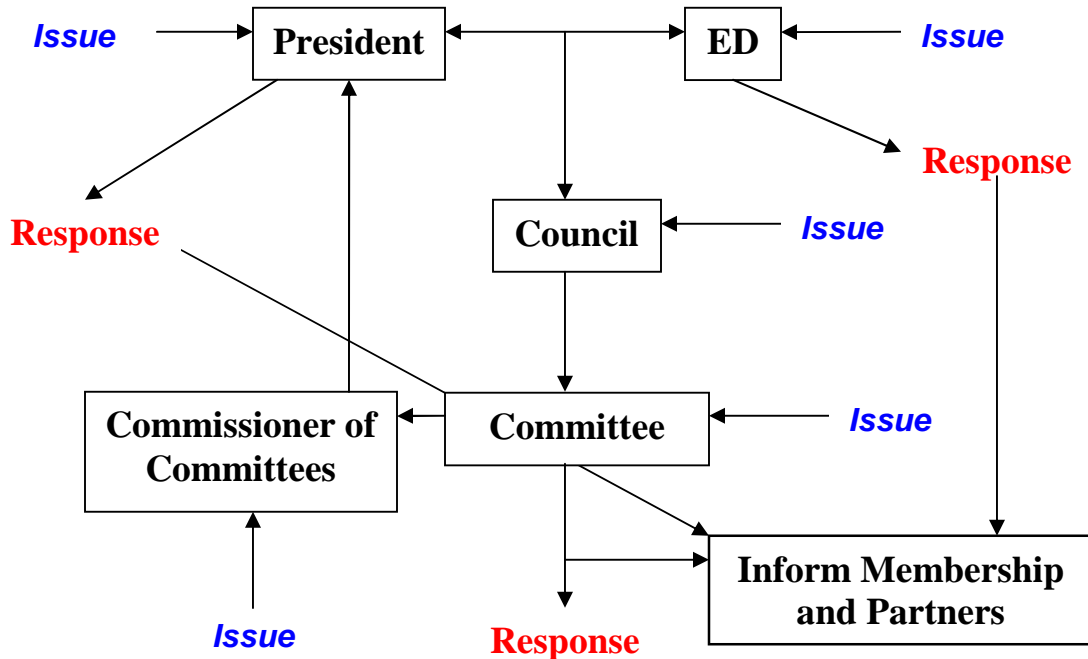 Issue
President
ED
Issue
Response
Response
Council
Issue
Commissioner of
Committees
Committee
Issue
Inform Membership
and Partners
Issue
Response